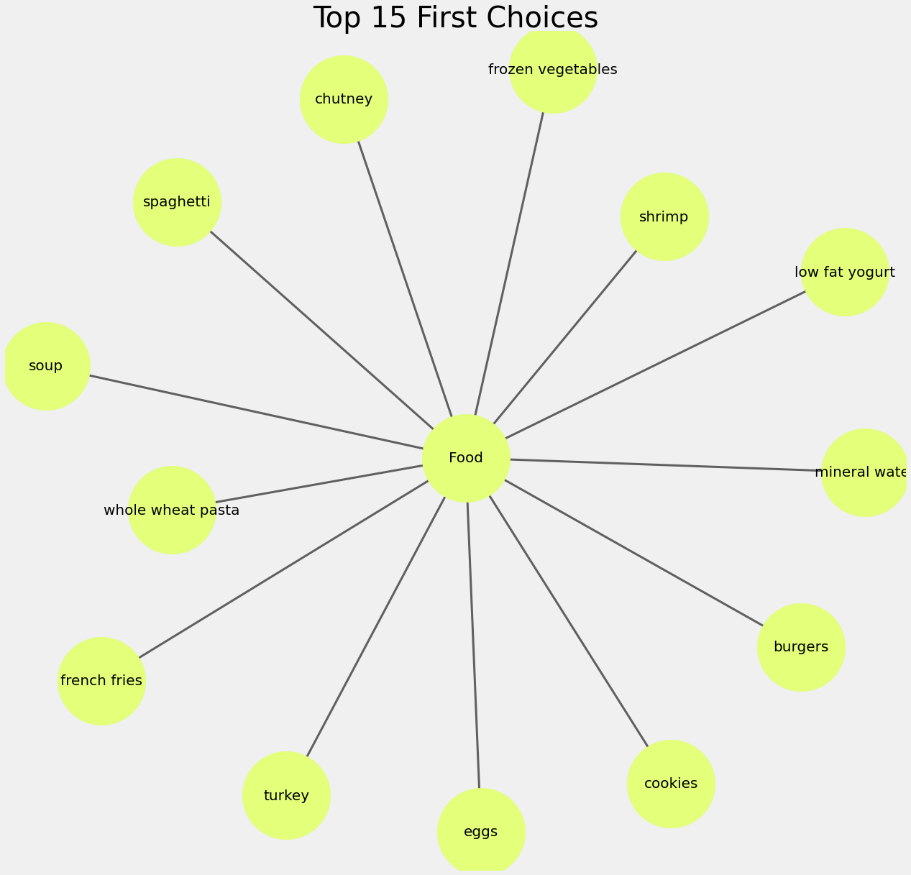 Top 15 First Choices
frozen vegetables
chutney
spaghetti
shrimp
low fat yogurt
soup
Food
mineral wate
whole wheat pasta
burgers
french fries
turkey
cookies
eggs